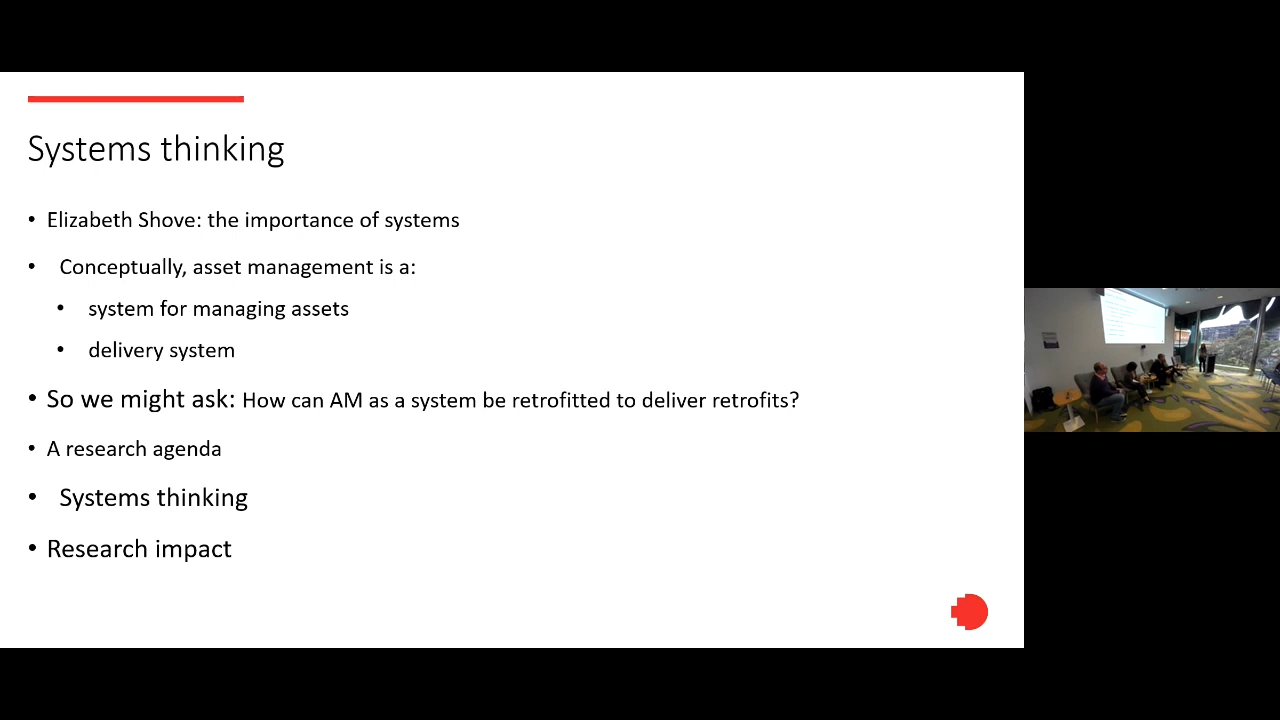 Systems thinking
• Elizabeth Shove: the importance of systems
• Conceptually, asset management is a:
• system for managing assets
• delivery system
• So we might ask: How can AM as a system be retrofitted to deliver retrofits?
• A research agenda
• Systems thinking
• Research impact